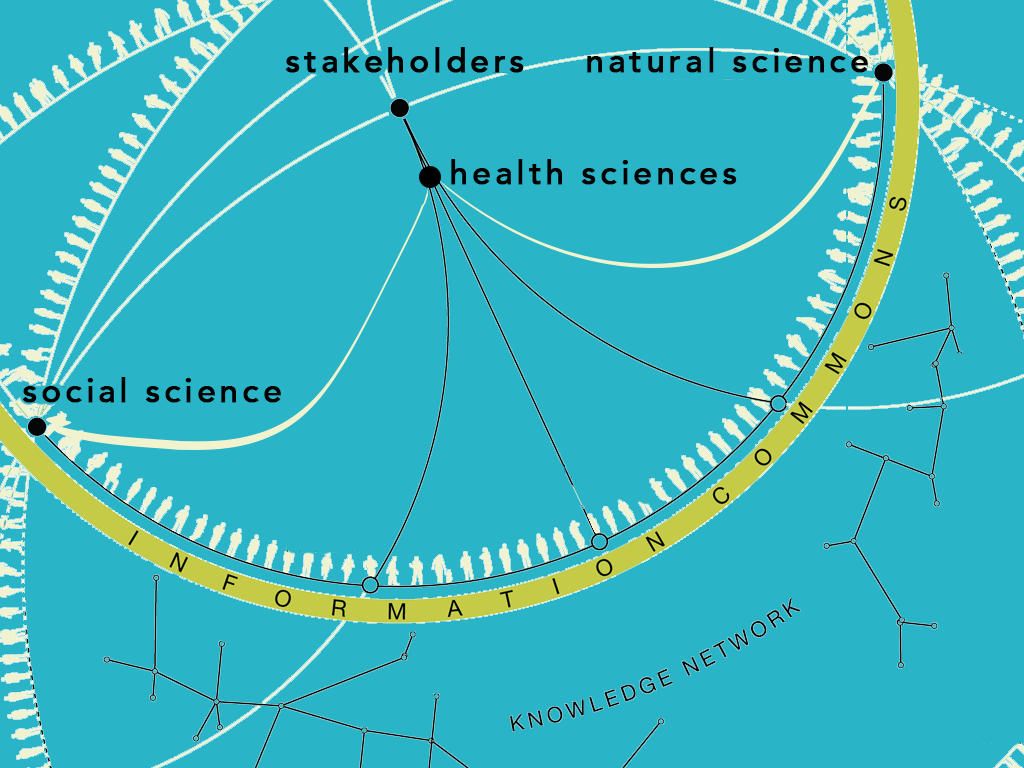 stakeholders
natural science
health sciences
social science
INFORMATION COMMONS
KNOWLEDGE NETWORK